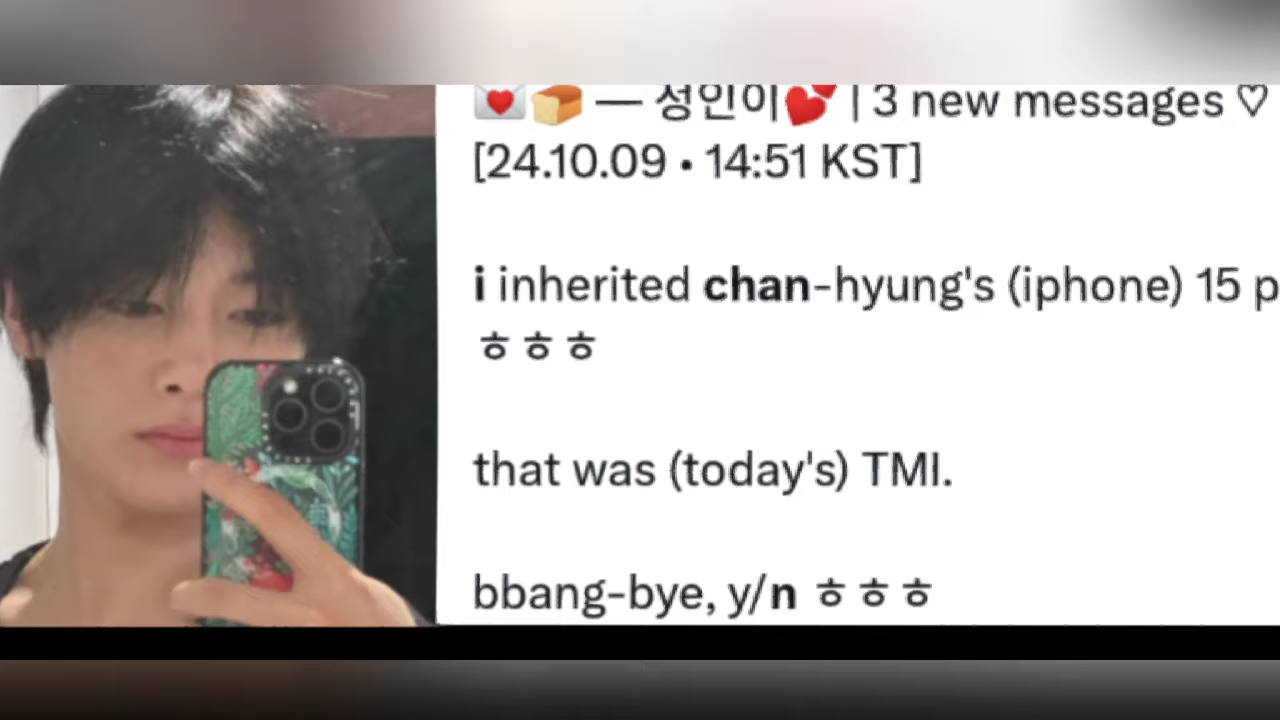 💌🍞 — 정인이💕 | 3 new messages ♡
[24.10.09 • 14:51 KST]
i inherited chan-hyung's (iphone) 15 p
ㅎㅎㅎ
that was (today's) TMI.
bbang-bye, y/n ㅎㅎㅎ